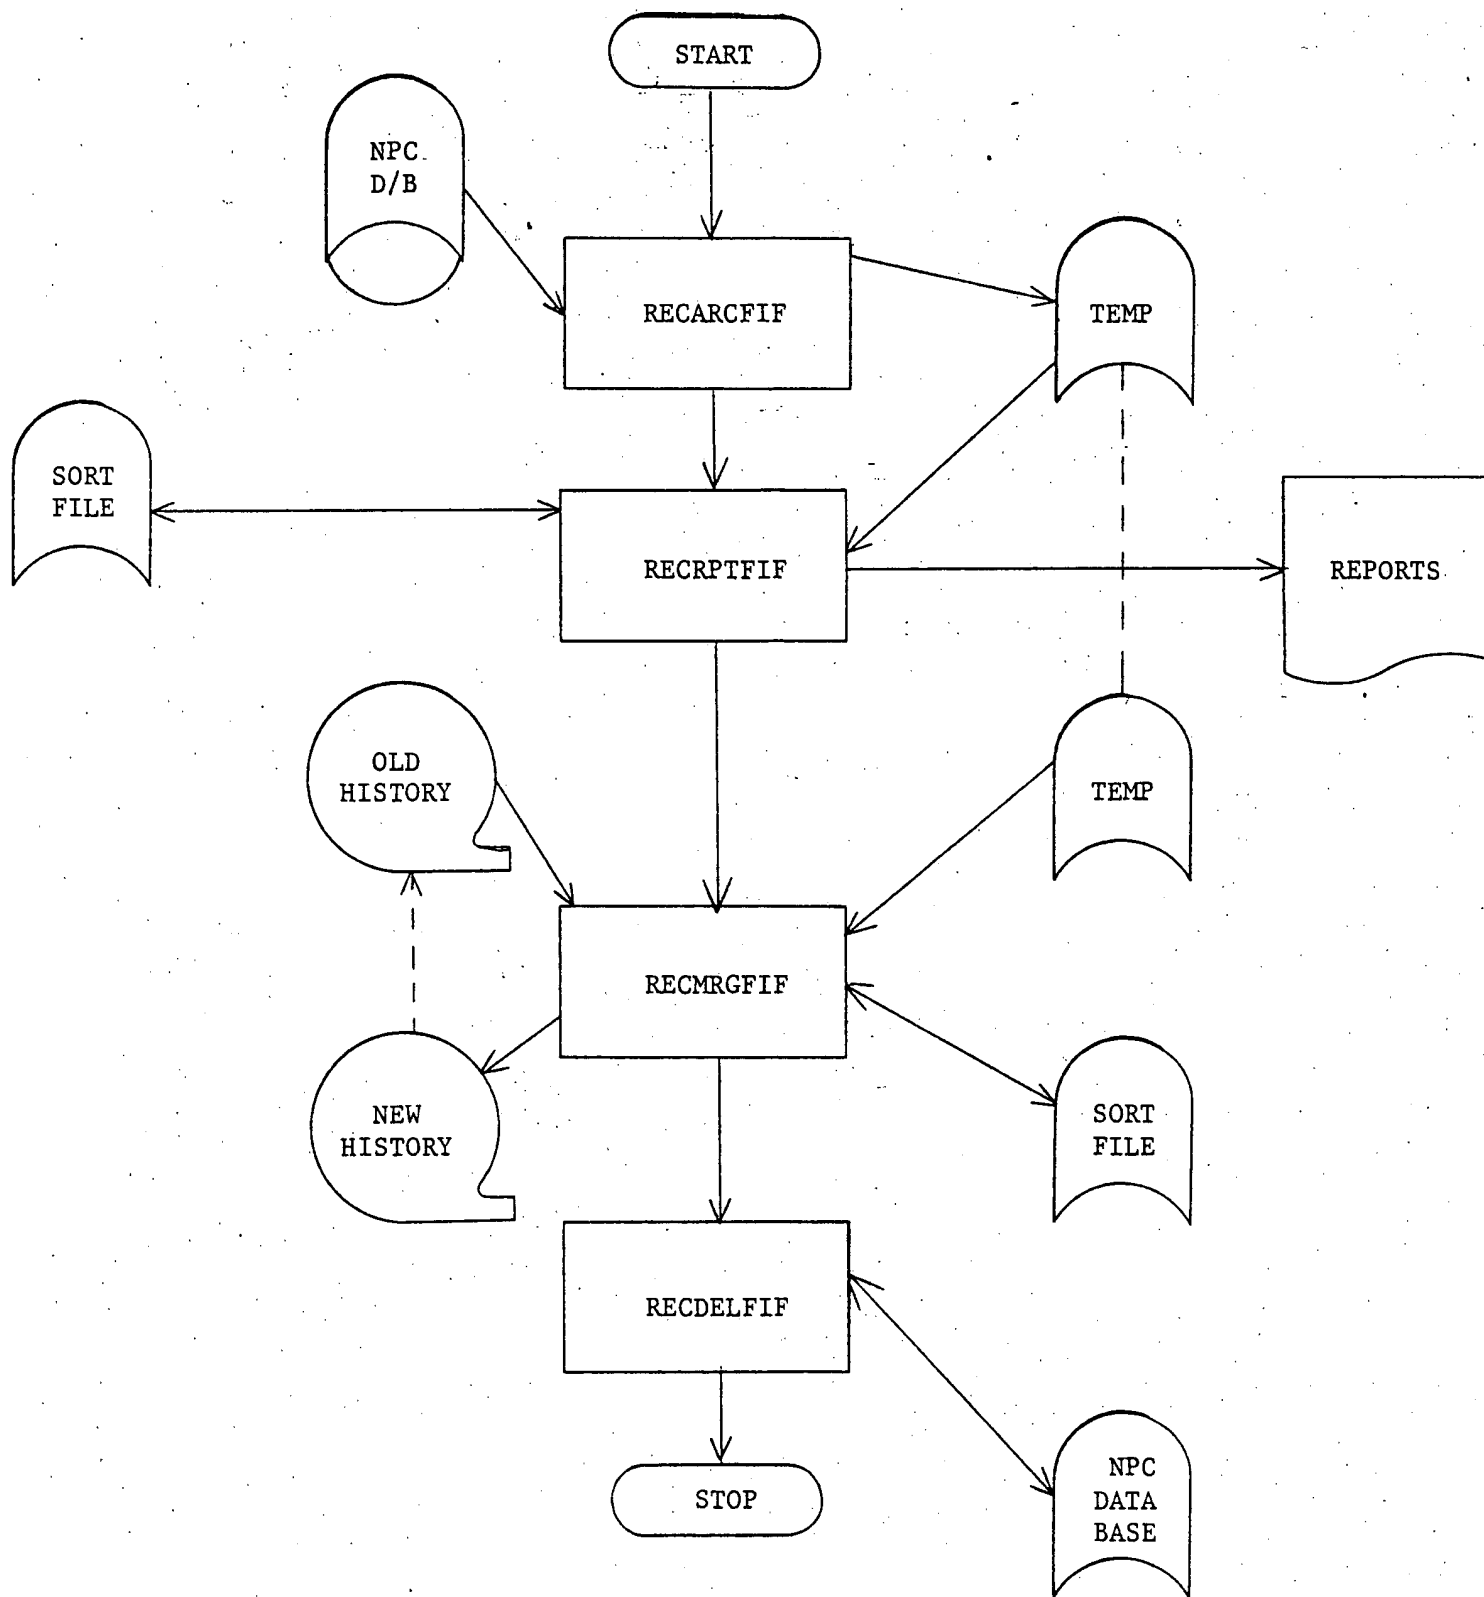 START
NPC
D/B
RECARCFIF
TEMP
SORT
FILE
RECRPTFIF
REPORTS
OLD
HISTORY
TEMP
RECMRGFIF
NEW
HISTORY
SORT
FILE
RECDELFIF
STOP
NPC
DATA
BASE